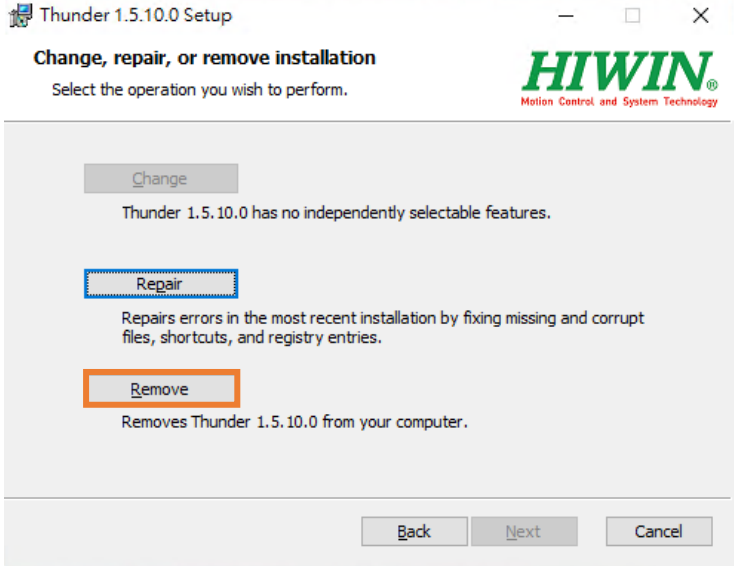 Thunder 1.5.10.0 Setup
Change, repair, or remove installation
Select the operation you wish to perform.
HIWIN®
Motion Control and System Technology
Change
Thunder 1.5.10.0 has no independently selectable features.
Repair
Repairs errors in the most recent installation by fixing missing and corrupt
files, shortcuts, and registry entries.
Remove
Removes Thunder 1.5.10.0 from your computer.
Back Next Cancel